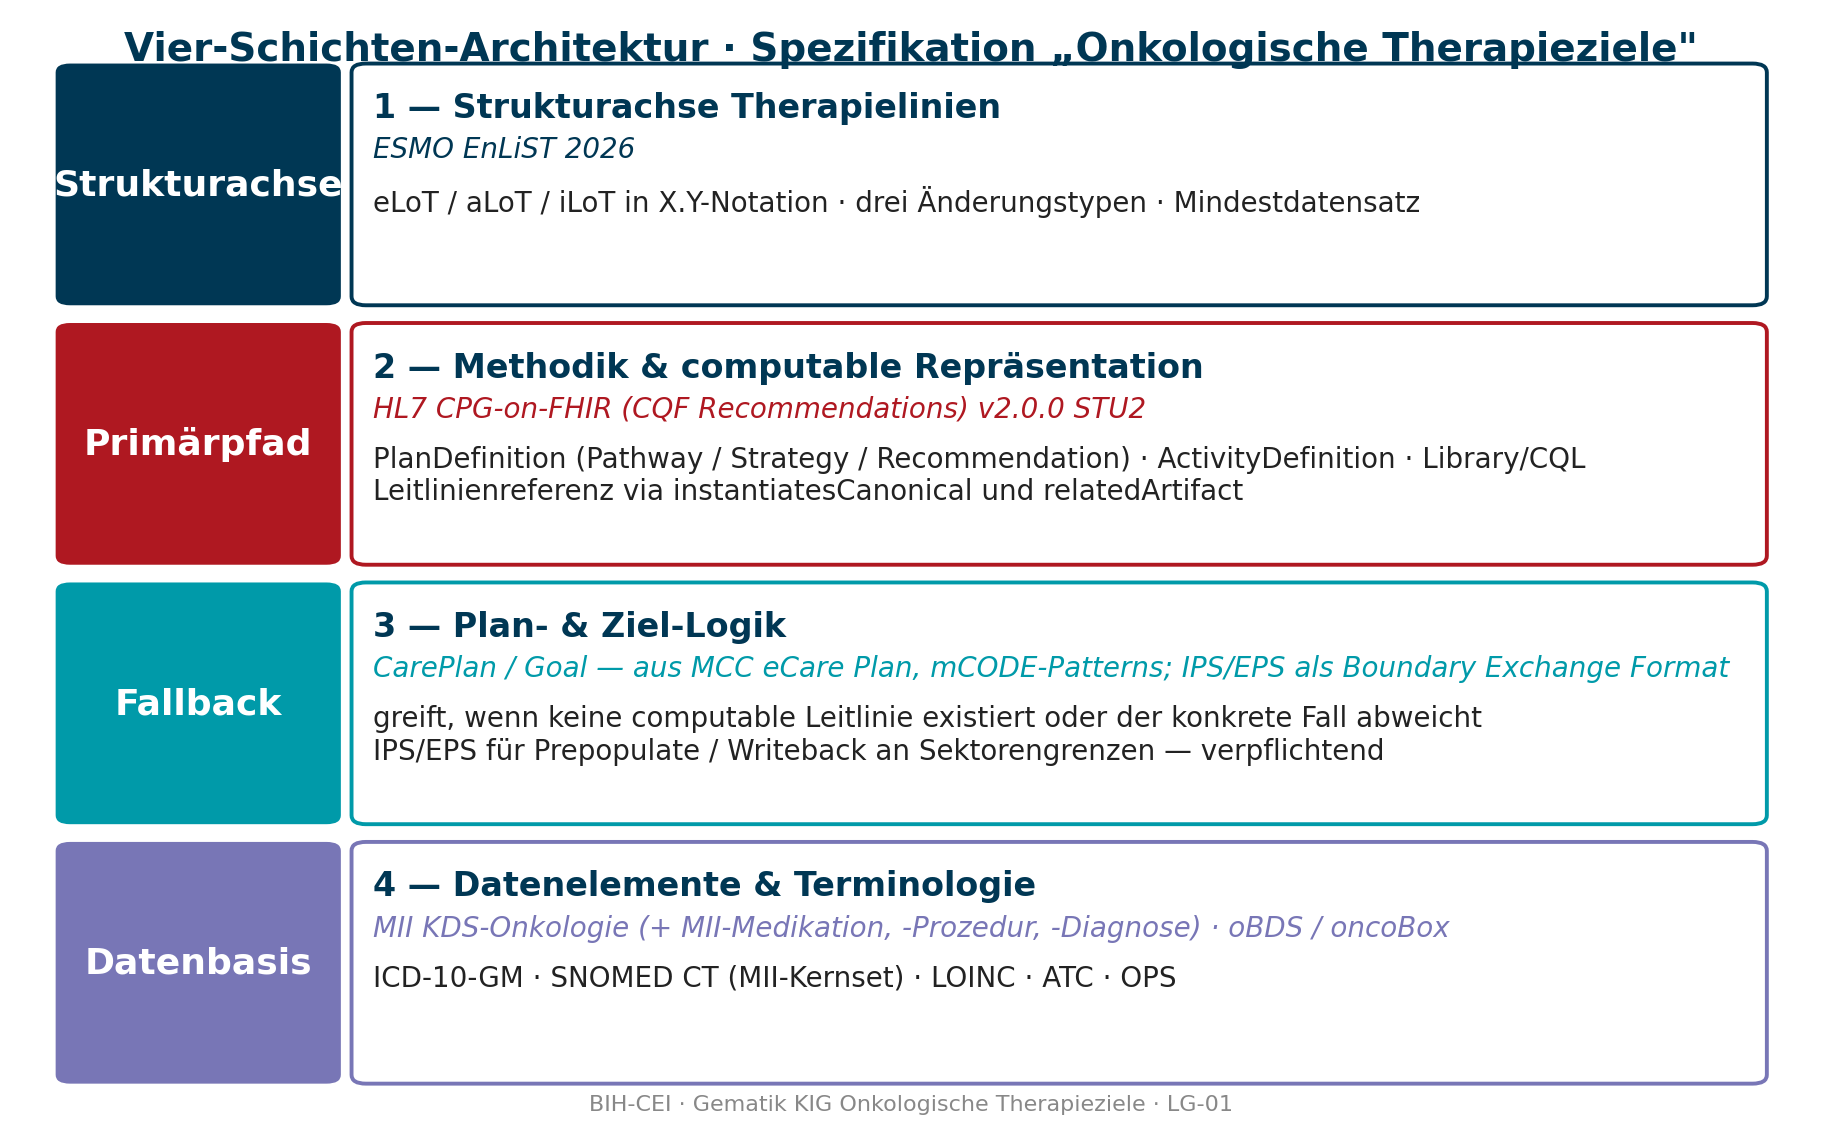 Vier-Schichten-Architektur · Spezifikation „Onkologische Therapieziele"
Strukturachse
1 — Strukturachse Therapielinien
ESMO EnLiST 2026
eLoT / aLoT / iLoT in X.Y-Notation · drei Änderungstypen · Mindestdatensatz
Primärpfad
2 — Methodik & computable Repräsentation
HL7 CPG-on-FHIR (CQF Recommendations) v2.0.0 STU2
PlanDefinition (Pathway / Strategy / Recommendation) · ActivityDefinition · Library/CQL
Leitlinienreferenz via instantiatesCanonical und relatedArtifact
Fallback
3 — Plan- & Ziel-Logik
CarePlan / Goal — aus MCC eCare Plan, mCODE-Patterns; IPS/EPS als Boundary Exchange Format
greift, wenn keine computable Leitlinie existiert oder der konkrete Fall abweicht
IPS/EPS für Prepopulate / Writeback an Sektorengrenzen — verpflichtend
Datenbasis
4 — Datenelemente & Terminologie
MII KDS-Onkologie (+ MII-Medikation, -Prozedur, -Diagnose) · oBDS / oncoBox
ICD-10-GM · SNOMED CT (MII-Kernset) · LOINC · ATC · OPS
BIH-CEI · Gematik KIG Onkologische Therapieziele · LG-01